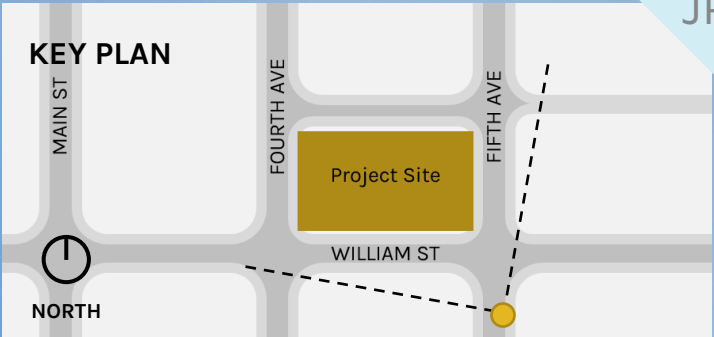 KEY PLAN
MAIN ST
FOURTH AVE
FIFTH AVE
Project Site
WILLIAM ST
NORTH